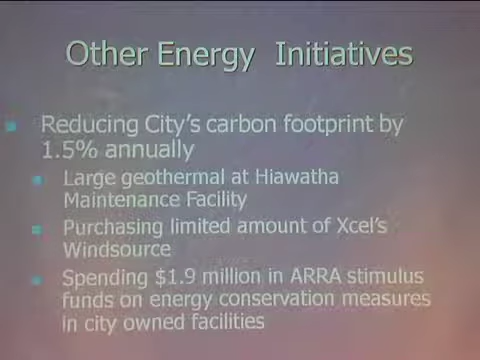 Other Energy Initiatives
Reducing City's carbon footprint by
1.5% annually
Large geothermal at Hiawatha
Maintenance Facility
Purchasing limited amount of Xcel's
Windsource
Spending $1.9 million in ARRA stimulus
funds on energy conservation measures
in city owned facilities